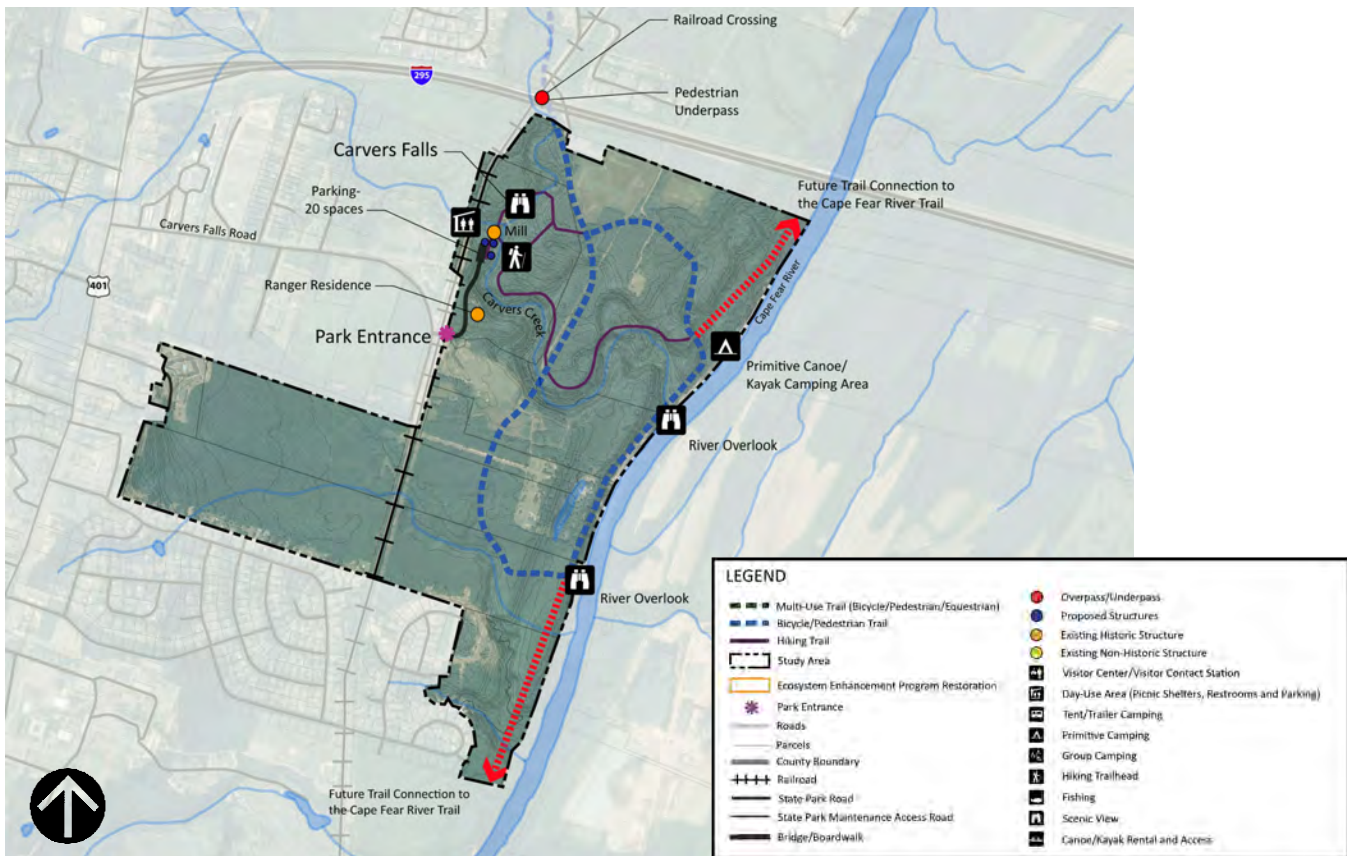 Railroad Crossing
295
Pedestrian
Underpass
Carvers Falls
Parking-
20 spaces
Future Trail Connection to
the Cape Fear River Trail
Carvers Falls Road
Mill
401
Ranger Residence
Carvers Creek
Cape Fear River
Park Entrance
Primitive Canoe/
Kayak Camping Area
River Overlook
River Overlook
Future Trail Connection to
the Cape Fear River Trail
LEGEND
Multi-Use Trail (Bicycle/Pedestrian/Equestrian)
Bicycle/Pedestrian Trail
Hiking Trail
Study Area
Ecosystem Enhancement Program Restoration
Park Entrance
Roads
Parcels
County Boundary
Railroad
State Park Road
State Park Maintenance Access Road
Bridge/Boardwalk
Overpass/Underpass
Proposed Structures
Existing Historic Structure
Existing Non-Historic Structure
Visitor Center/Visitor Contact Station
Day-Use Area (Picnic Shelters, Restrooms and Parking)
Tent/Trailer Camping
Primitive Camping
Group Camping
Hiking Trailhead
Fishing
Scenic View
Canoe/Kayak Rental and Access